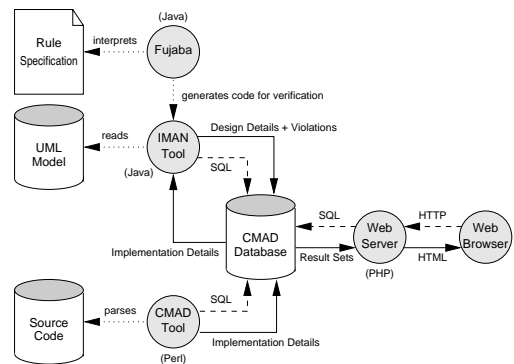 (Java)
Rule
Specification
interprets
Fujaba
generates code for verification
UML
Model
reads
IMAN
Tool
(Java)
Design Details + Violations
SQL
Implementation Details
CMAD
Database
SQL
Result Sets
Web
Server
(PHP)
HTTP
HTML
Web
Browser
Source
Code
parses
CMAD
Tool
(Perl)
SQL
Implementation Details